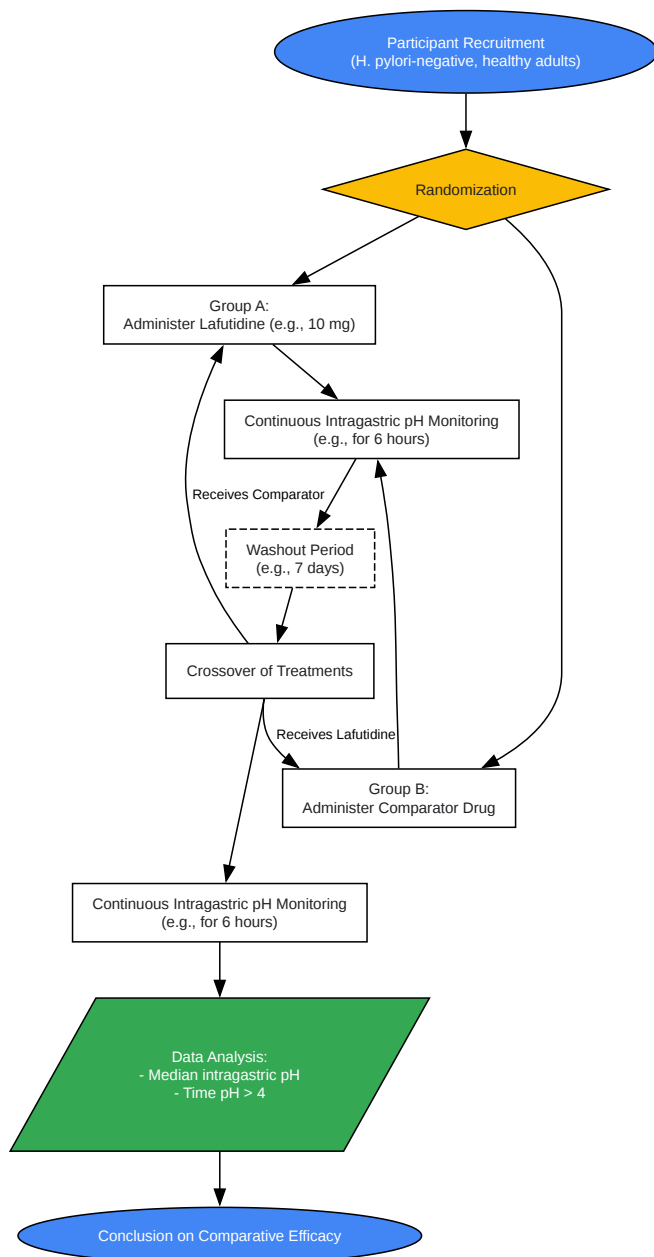 Participant Recruitment
(H. pylori-negative, healthy adults)
Randomization
Group A:
Administer Lafutidine (e.g., 10 mg)
Continuous Intragastric pH Monitoring
(e.g., for 6 hours)
Receives Comparator
Washout Period
(e.g., 7 days)
Crossover of Treatments
Receives Lafutidine
Group B:
Administer Comparator Drug
Continuous Intragastric pH Monitoring
(e.g., for 6 hours)
Data Analysis:
- Median intragastric pH
- Time pH > 4
Conclusion on Comparative Efficacy